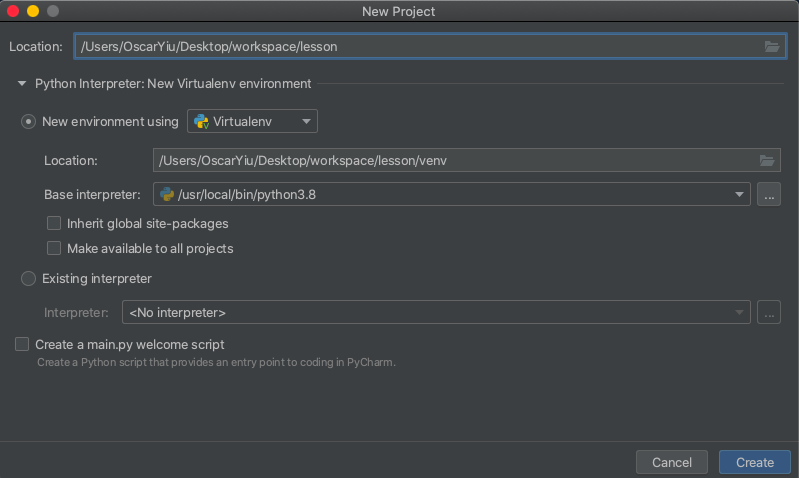 New Project
Location: /Users/OscarYiu/Desktop/workspace/lesson
Python Interpreter: New Virtualenv environment
New environment using Virtualenv
Location: /Users/OscarYiu/Desktop/workspace/lesson/venv
Base interpreter: /usr/local/bin/python3.8 ...
Inherit global site-packages
Make available to all projects
Existing interpreter
Interpreter: <No interpreter> ...
Create a main.py welcome script
Create a Python script that provides an entry point to coding in PyCharm.
Cancel Create